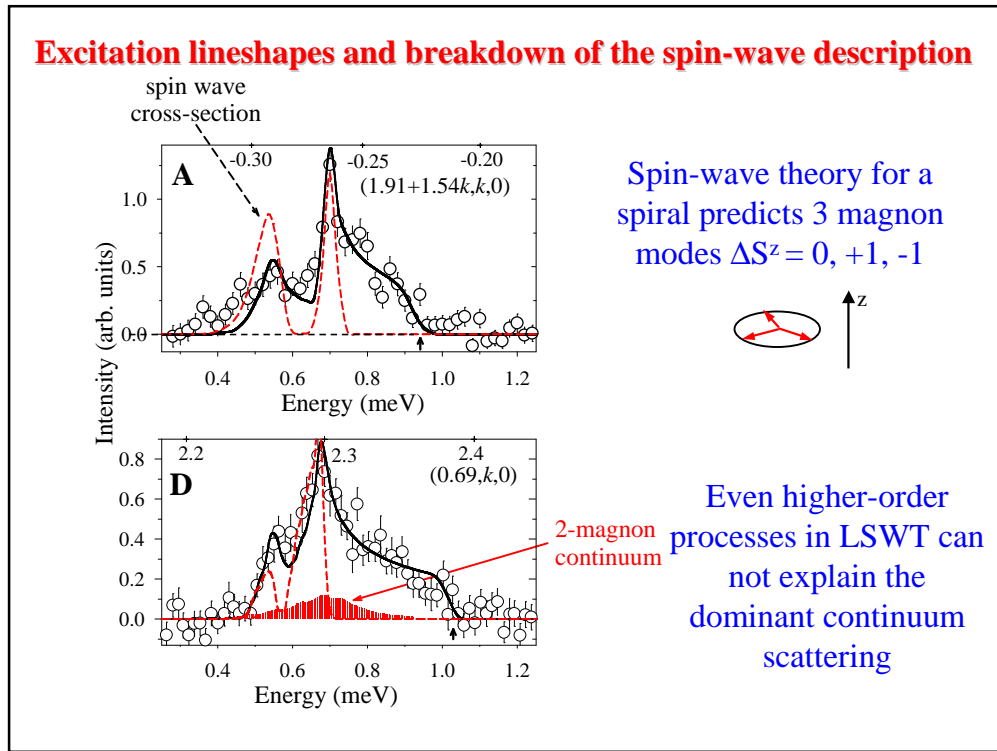 Excitation lineshapes and breakdown of the spin-wave description
spin wave
cross-section
A
-0.30 -0.25 -0.20
(1.91+1.54k,k,0)
1.0
0.5
0.0
0.4 0.6 0.8 1.0 1.2
Energy (meV)
Intensity (arb. units)
D
2.2 2.3 2.4
(0.69,k,0)
0.8
0.6
0.4
0.2
0.0
0.4 0.6 0.8 1.0 1.2
Energy (meV)
2-magnon
continuum
Spin-wave theory for a
spiral predicts 3 magnon
modes ΔSᶻ = 0, +1, -1
z
Even higher-order
processes in LSWT can
not explain the
dominant continuum
scattering